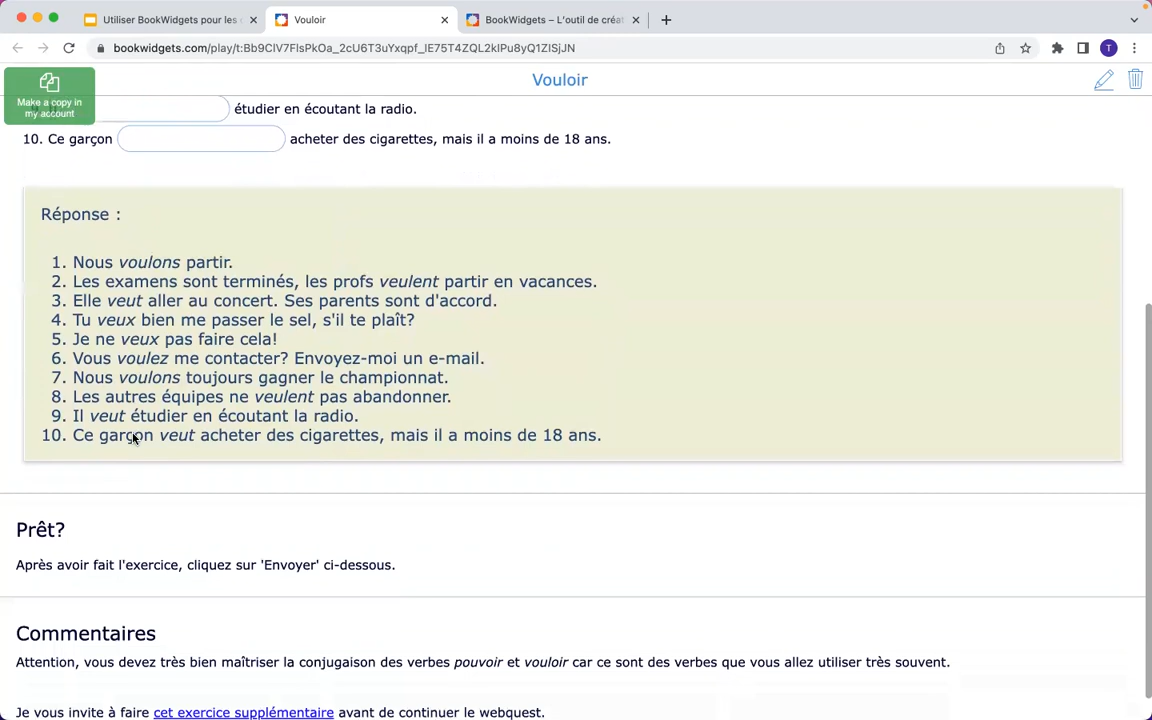 Utiliser BookWidgets pour les
Vouloir
BookWidgets – L'outil de créat
bookwidgets.com/play/t:Bb9ClV7FlsPkOa_2cU6T3uYxqpf_IE75T4ZQL2kIPu8yQ1ZISjJN
T
Make a copy in
my account
Vouloir
étudier en écoutant la radio.
10. Ce garçon acheter des cigarettes, mais il a moins de 18 ans.
Réponse :
1. Nous voulons partir.
2. Les examens sont terminés, les profs veulent partir en vacances.
3. Elle veut aller au concert. Ses parents sont d'accord.
4. Tu veux bien me passer le sel, s'il te plaît?
5. Je ne veux pas faire cela!
6. Vous voulez me contacter? Envoyez-moi un e-mail.
7. Nous voulons toujours gagner le championnat.
8. Les autres équipes ne veulent pas abandonner.
9. Il veut étudier en écoutant la radio.
10. Ce garçon veut acheter des cigarettes, mais il a moins de 18 ans.
Prêt?
Après avoir fait l'exercice, cliquez sur 'Envoyer' ci-dessous.
Commentaires
Attention, vous devez très bien maîtriser la conjugaison des verbes pouvoir et vouloir car ce sont des verbes que vous allez utiliser très souvent.
Je vous invite à faire cet exercice supplémentaire avant de continuer le webquest.